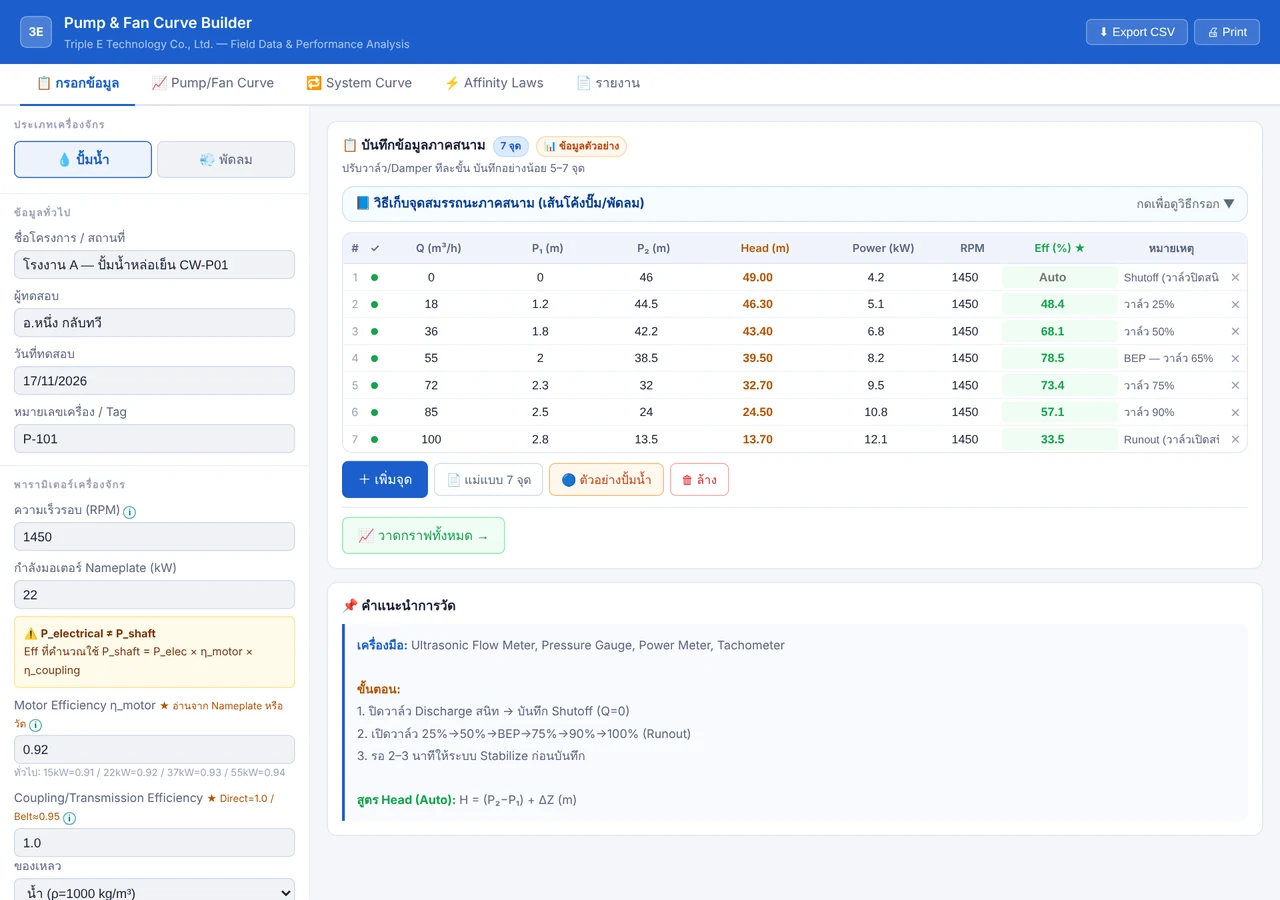 3E
Pump & Fan Curve Builder
Triple E Technology Co., Ltd. — Field Data & Performance Analysis
⬇ Export CSV
🖨 Print
📋 กรอกข้อมูล
📈 Pump/Fan Curve
🔁 System Curve
⚡ Affinity Laws
📄 รายงาน
ประเภทเครื่องจักร
💧 ปั๊มน้ำ
💨 พัดลม
ข้อมูลทั่วไป
ชื่อโครงการ / สถานที่
โรงงาน A — ปั๊มน้ำหล่อเย็น CW-P01
ผู้ทดสอบ
อ.หนึ่ง กลับทวี
วันที่ทดสอบ
17/11/2026
หมายเลขเครื่อง / Tag
P-101
พารามิเตอร์เครื่องจักร
ความเร็วรอบ (RPM) ⓘ
1450
กำลังมอเตอร์ Nameplate (kW)
22
⚠️ P_electrical ≠ P_shaft
Eff ที่คำนวณใช้ P_shaft = P_elec × η_motor ×
η_coupling
Motor Efficiency η_motor ★ อ่านจาก Nameplate หรือ
วัด ⓘ
0.92
ทั่วไป: 15kW=0.91 / 22kW=0.92 / 37kW=0.93 / 55kW=0.94
Coupling/Transmission Efficiency ★ Direct=1.0 /
Belt≈0.95 ⓘ
1.0
ของเหลว
น้ำ (ρ=1000 kg/m³)
📋 บันทึกข้อมูลภาคสนาม 7 จุด 📊 ข้อมูลตัวอย่าง
ปรับวาล์ว/Damper ทีละขั้น บันทึกอย่างน้อย 5–7 จุด
📘 วิธีเก็บจุดสมรรถนะภาคสนาม (เส้นโค้งปั๊ม/พัดลม)
กดเพื่อดูวิธีกรอก ▼
# ✓ Q (m³/h) P₁ (m) P₂ (m) Head (m) Power (kW) RPM Eff (%) ★ หมายเหตุ
1 ● 0 0 46 49.00 4.2 1450 Auto Shutoff (วาล์วปิดสนิ ✕
2 ● 18 1.2 44.5 46.30 5.1 1450 48.4 วาล์ว 25% ✕
3 ● 36 1.8 42.2 43.40 6.8 1450 68.1 วาล์ว 50% ✕
4 ● 55 2 38.5 39.50 8.2 1450 78.5 BEP — วาล์ว 65% ✕
5 ● 72 2.3 32 32.70 9.5 1450 73.4 วาล์ว 75% ✕
6 ● 85 2.5 24 24.50 10.8 1450 57.1 วาล์ว 90% ✕
7 ● 100 2.8 13.5 13.70 12.1 1450 33.5 Runout (วาล์วเปิดส ✕
＋ เพิ่มจุด
📄 แม่แบบ 7 จุด
🔵 ตัวอย่างปั๊มน้ำ
🗑 ล้าง
📈 วาดกราฟทั้งหมด →
📌 คำแนะนำการวัด
เครื่องมือ: Ultrasonic Flow Meter, Pressure Gauge, Power Meter, Tachometer
ขั้นตอน:
1. ปิดวาล์ว Discharge สนิท → บันทึก Shutoff (Q=0)
2. เปิดวาล์ว 25%→50%→BEP→75%→90%→100% (Runout)
3. รอ 2–3 นาทีให้ระบบ Stabilize ก่อนบันทึก
สูตร Head (Auto): H = (P₂−P₁) + ΔZ (m)